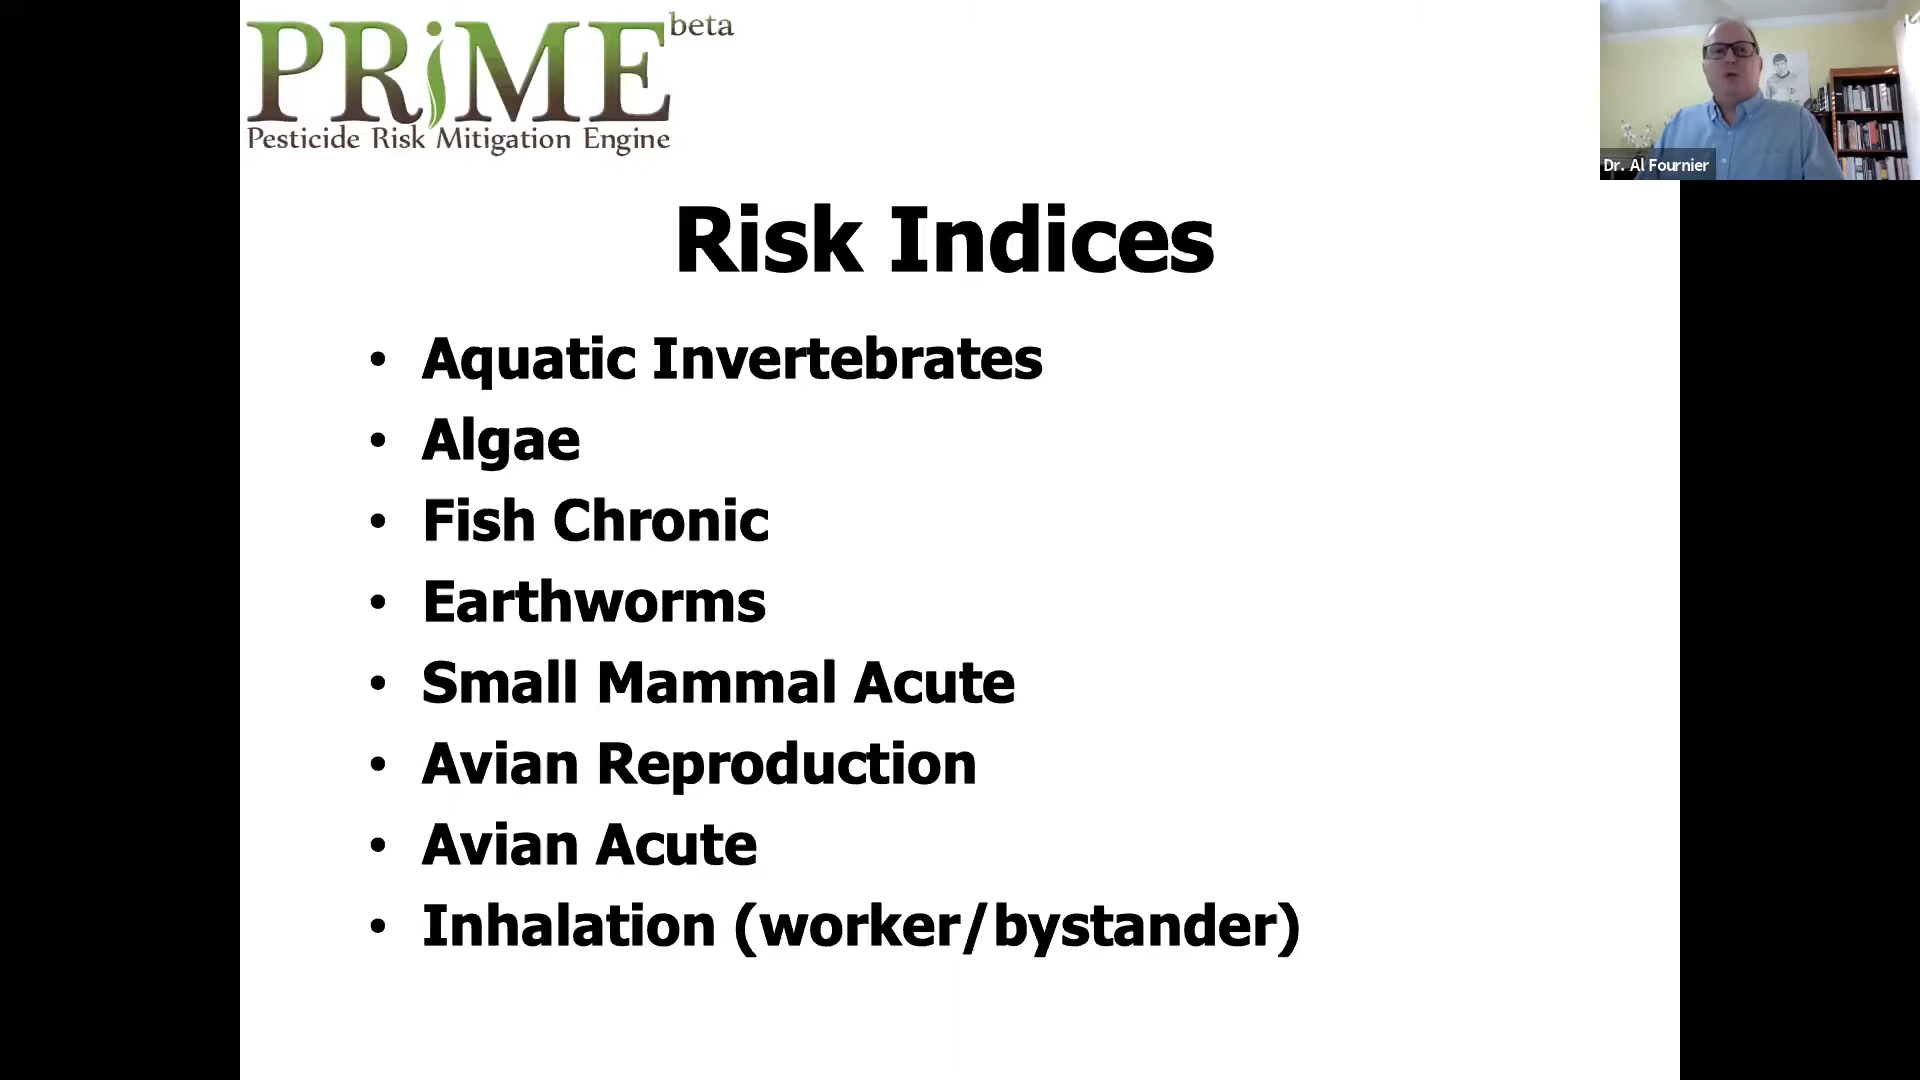 PRiME beta
Pesticide Risk Mitigation Engine
Dr. Al Fournier
Risk Indices
• Aquatic Invertebrates
• Algae
• Fish Chronic
• Earthworms
• Small Mammal Acute
• Avian Reproduction
• Avian Acute
• Inhalation (worker/bystander)